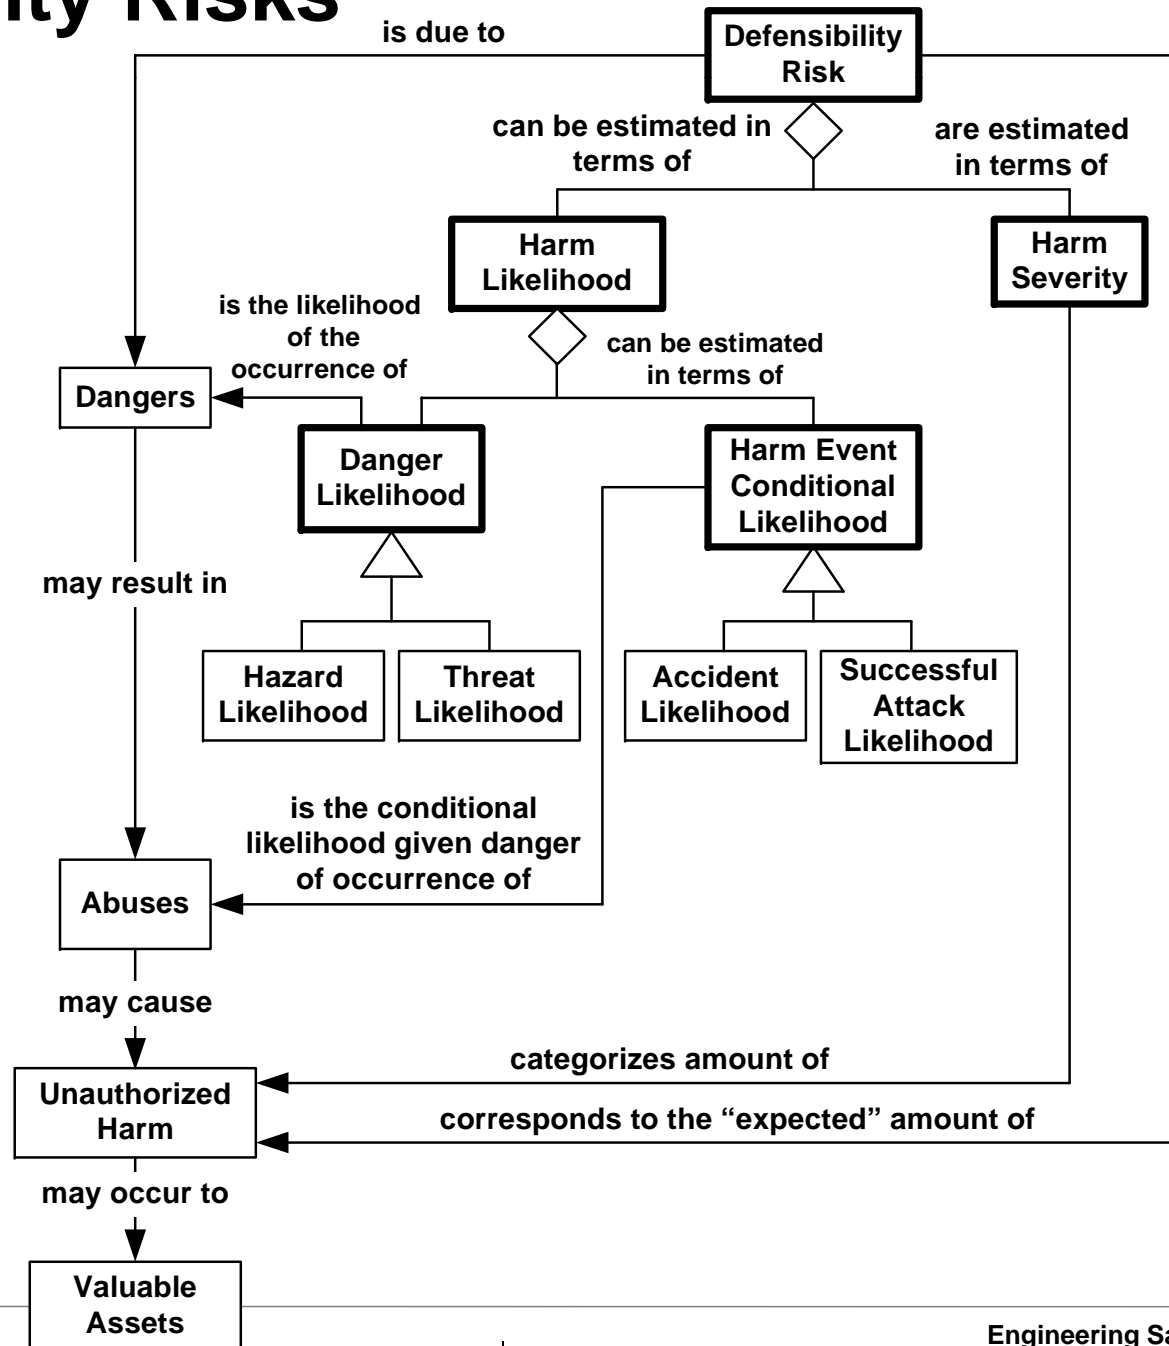 ity Risks
is due to
Defensibility
Risk
can be estimated in
terms of
are estimated
in terms of
Harm
Likelihood
Harm
Severity
is the likelihood
of the
occurrence of
can be estimated
in terms of
Dangers
Danger
Likelihood
Harm Event
Conditional
Likelihood
may result in
Hazard
Likelihood
Threat
Likelihood
Accident
Likelihood
Successful
Attack
Likelihood
is the conditional
likelihood given danger
of occurrence of
Abuses
may cause
categorizes amount of
Unauthorized
Harm
corresponds to the “expected” amount of
may occur to
Valuable
Assets
Engineering Sa